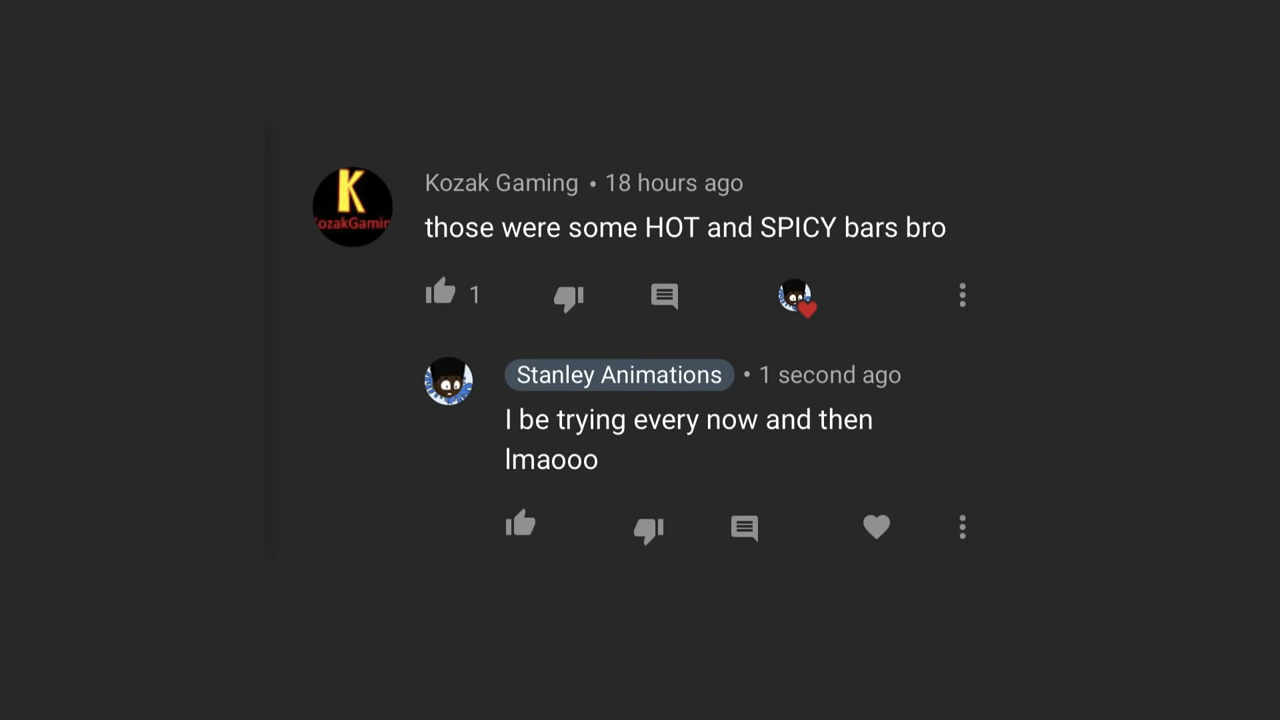 K
ozakGamin
Kozak Gaming • 18 hours ago
those were some HOT and SPICY bars bro
1
Stanley Animations • 1 second ago
I be trying every now and then
lmaooo